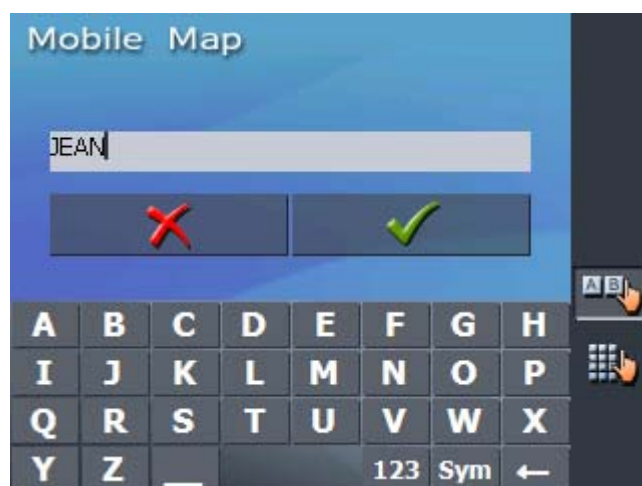 Mobile Map
JEAN
A B
A B C D E F G H
I J K L M N O P
Q R S T U V W X
Y Z _ 123 Sym ←